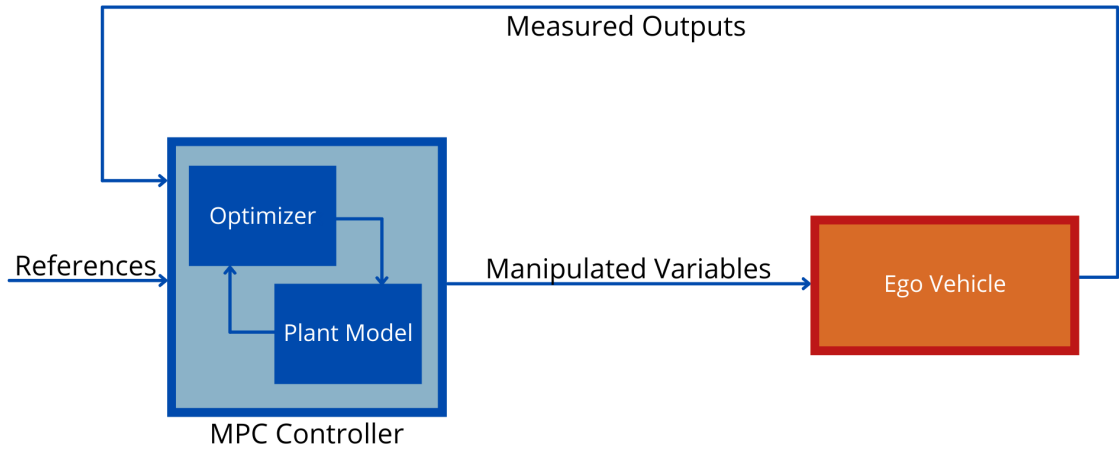 Measured Outputs
Optimizer
References
Manipulated Variables
Ego Vehicle
Plant Model
MPC Controller